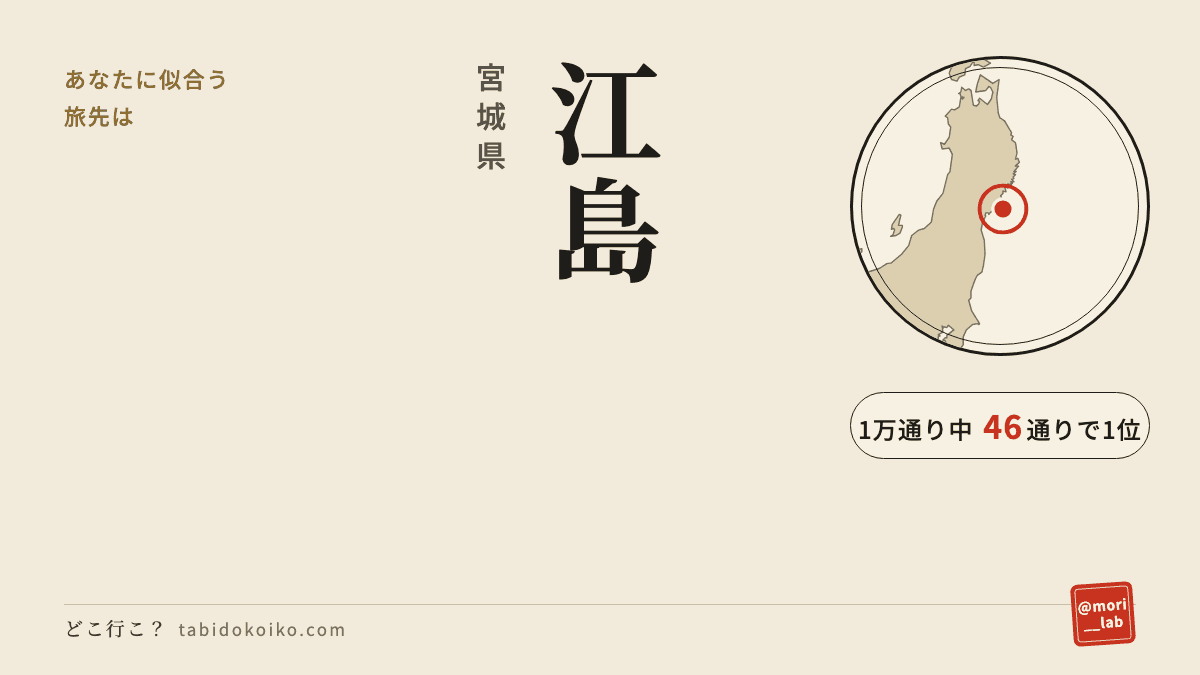 あなたに似合う
旅先は
江島
宮城県
1万通り中 46通りで1位
どこ行こ？ tabidokoiko.com
@mori
__lab